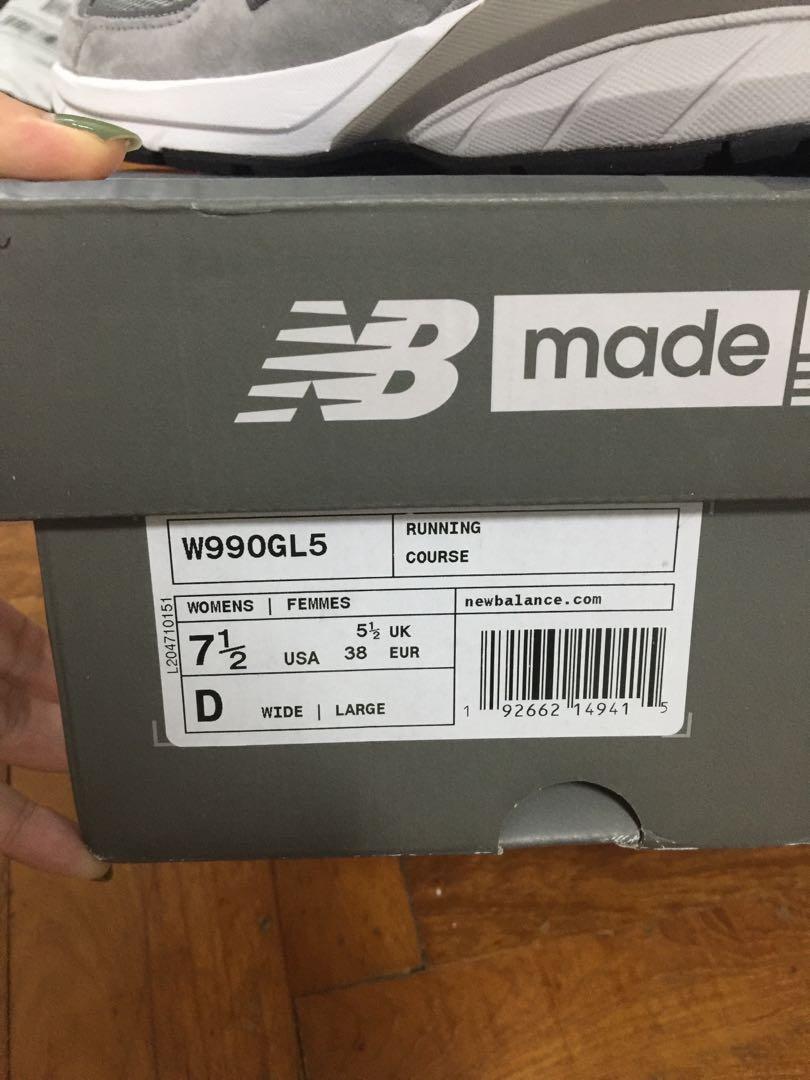 NB made
W990GL5
RUNNING
COURSE
WOMENS | FEMMES
newbalance.com
7½ USA
5½ UK
38 EUR
D WIDE | LARGE
L204710151
1 92662 14941 5